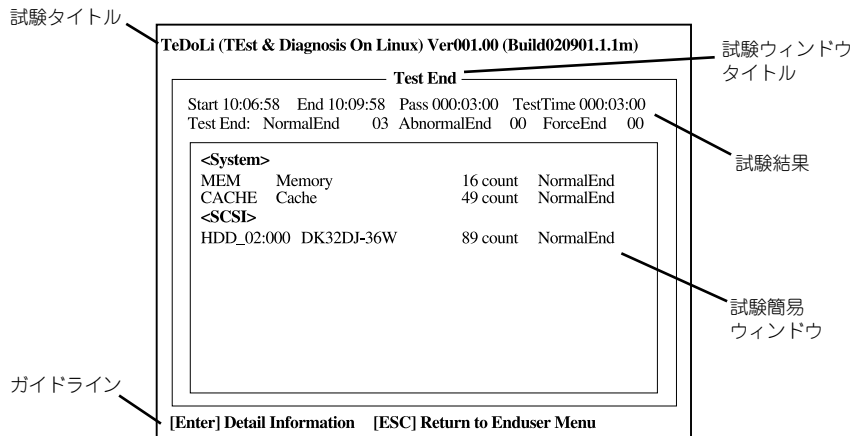 試験タイトル
TeDoLi (TEst & Diagnosis On Linux) Ver001.00 (Build020901.1.1m)
試験ウィンドウ
タイトル
Test End
Start 10:06:58 End 10:09:58 Pass 000:03:00 TestTime 000:03:00
Test End: NormalEnd 03 AbnormalEnd 00 ForceEnd 00
試験結果
<System>
MEM Memory 16 count NormalEnd
CACHE Cache 49 count NormalEnd
<SCSI>
HDD_02:000 DK32DJ-36W 89 count NormalEnd
試験簡易
ウィンドウ
ガイドライン
[Enter] Detail Information [ESC] Return to Enduser Menu